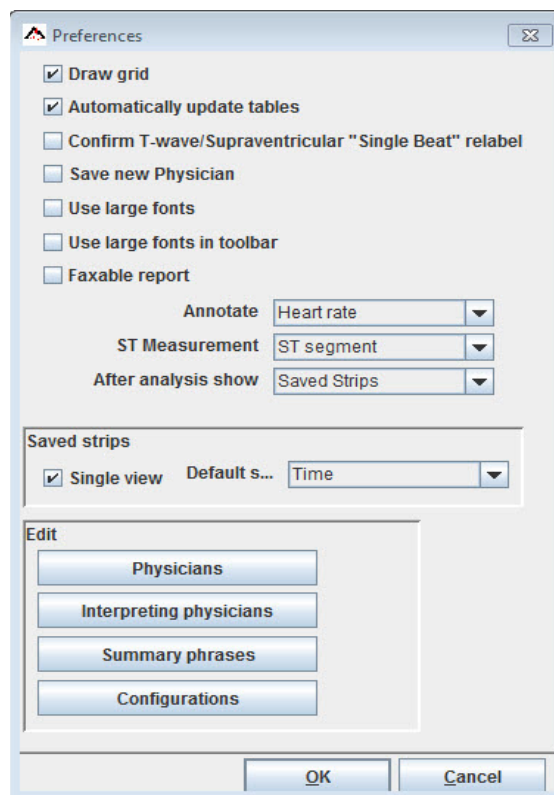 Preferences
Draw grid
Automatically update tables
Confirm T-wave/Supraventricular "Single Beat" relabel
Save new Physician
Use large fonts
Use large fonts in toolbar
Faxable report
Annotate Heart rate
ST Measurement ST segment
After analysis show Saved Strips
Saved strips
Single view Default s... Time
Edit
Physicians
Interpreting physicians
Summary phrases
Configurations
OK Cancel